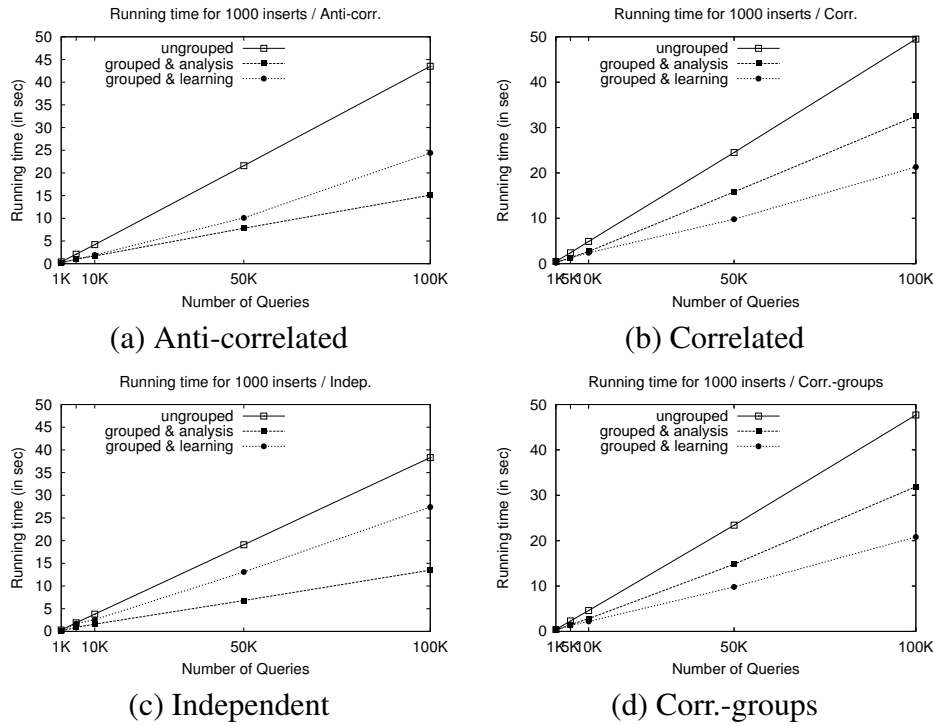 Running time for 1000 inserts / Anti-corr.
50
45
40
35
30
25
20
15
10
5
0
Running time (in sec)
ungrouped
grouped & analysis
grouped & learning
1K 10K 50K 100K
Number of Queries
(a) Anti-correlated
Running time for 1000 inserts / Corr.
50
40
30
20
10
0
Running time (in sec)
ungrouped
grouped & analysis
grouped & learning
1K 5K 10K 50K 100K
Number of Queries
(b) Correlated
Running time for 1000 inserts / Indep.
50
45
40
35
30
25
20
15
10
5
0
Running time (in sec)
ungrouped
grouped & analysis
grouped & learning
1K 10K 50K 100K
Number of Queries
(c) Independent
Running time for 1000 inserts / Corr.-groups
50
40
30
20
10
0
Running time (in sec)
ungrouped
grouped & analysis
grouped & learning
1K 5K 10K 50K 100K
Number of Queries
(d) Corr.-groups